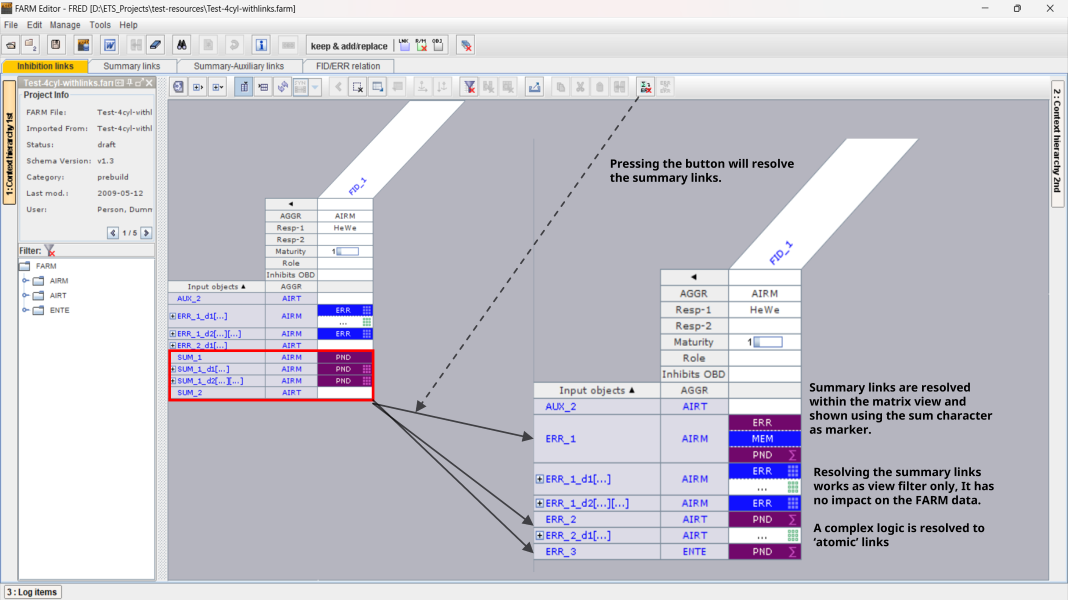 FARM Editor - FRED [D:\ETS_Projects\test-resources\Test-4cyl-withlinks.farm]
File Edit Manage Tools Help
keep & add/replace LNK R/M OBJ
Inhibition links Summary links Summary-Auxiliary links FID/ERR relation
1: Context hierarchy 1st
Test-4cyl-withlinks.farm
Project Info
FARM File: Test-4cyl-withl
Imported From: Test-4cyl-withl
Status: draft
Schema Version: v1.3
Category: prebuild
Last mod.: 2009-05-12
User: Person, Dumn
1 / 5
Filter:
FARM
AIRM
AIRT
ENTE
2 : Context hierarchy 2nd
Pressing the button will resolve
the summary links.
FID_1
AGGR AIRM
Resp-1 HeWe
Resp-2
Maturity 1
Role
Inhibits OBD
Input objects ▲ AGGR
AUX_2 AIRT
ERR_1_d1[...] AIRM ERR
...
ERR_1_d2[...][...] AIRM ERR
ERR_2_d1[...] AIRT
SUM_1 AIRM PND
SUM_1_d1[...] AIRM PND
SUM_1_d2[...][...] AIRM PND
SUM_2 AIRT
FID_1
AGGR AIRM
Resp-1 HeWe
Resp-2
Maturity 1
Role
Inhibits OBD
Input objects ▲ AGGR
AUX_2 AIRT
ERR_1 AIRM ERR
MEM
PND Σ
ERR_1_d1[...] AIRM ERR
...
ERR_1_d2[...][...] AIRM ERR
ERR_2 AIRT PND Σ
ERR_2_d1[...] AIRT ...
ERR_3 ENTE PND Σ
Summary links are resolved
within the matrix view and
shown using the sum character
as marker.
Resolving the summary links
works as view filter only, It has
no impact on the FARM data.
A complex logic is resolved to
‘atomic’ links
3 : Log items